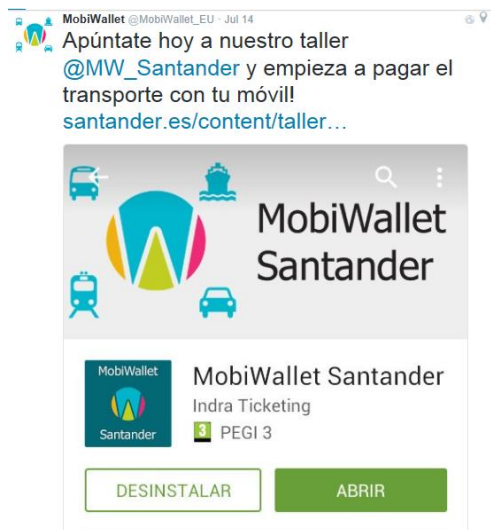 MobiWallet @MobiWallet_EU · Jul 14
Apúntate hoy a nuestro taller
@MW_Santander y empieza a pagar el
transporte con tu móvil!
santander.es/content/taller…
MobiWallet
Santander
MobiWallet
Santander
MobiWallet Santander
Indra Ticketing
3 PEGI 3
DESINSTALAR
ABRIR